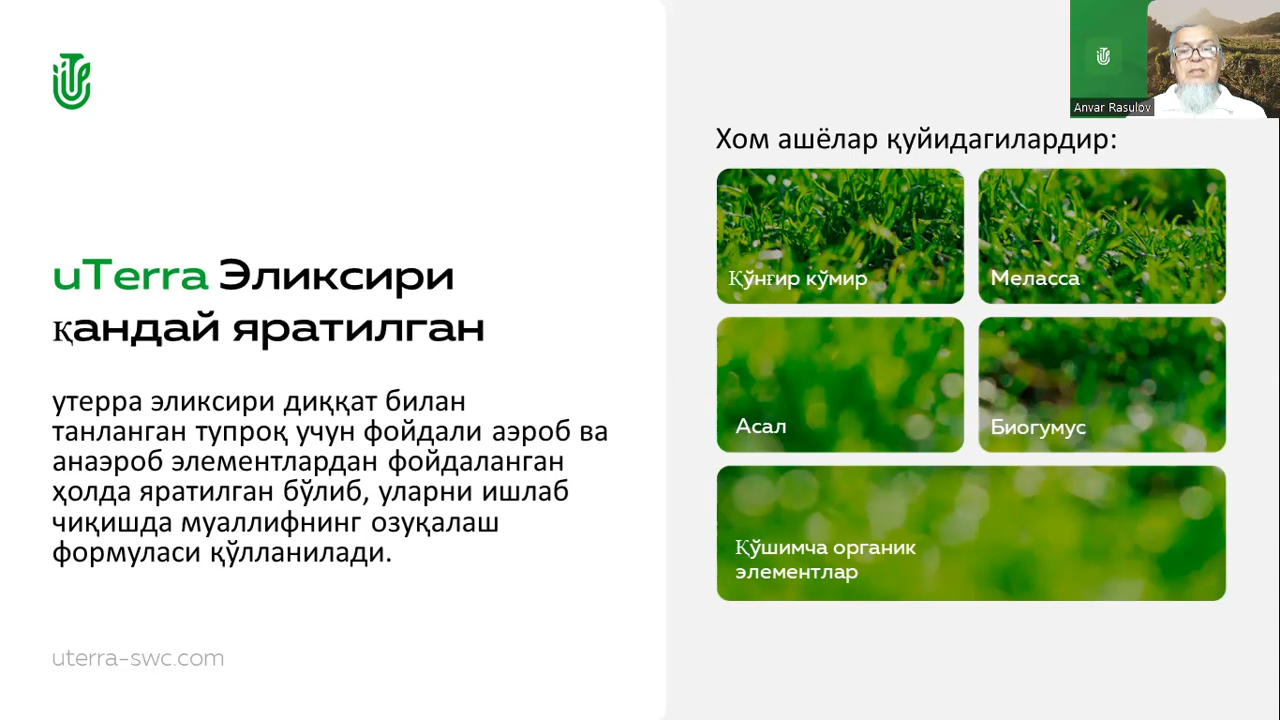 uTerra Эликсири
қандай яратилган
утерра эликсири диққат билан
танланган тупроқ учун фойдали аэроб ва
анаэроб элементлардан фойдаланган
ҳолда яратилган бўлиб, уларни ишлаб
чиқишда муаллифнинг озуқалаш
формуласи қўлланилади.
uterra-swc.com
Anvar Rasulov
Хом ашёлар қуйидагилардир:
Қўнғир кўмир
Меласса
Асал
Биогумус
Қўшимча органик
элементлар